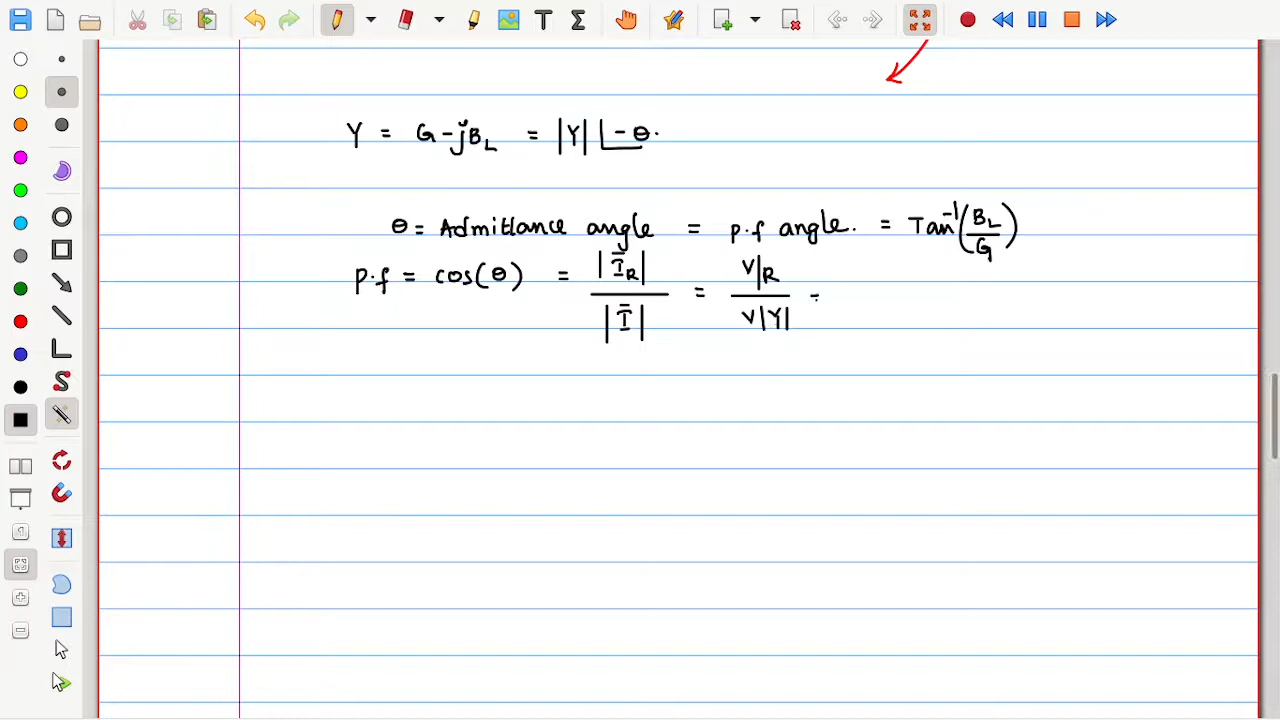 Y = G - jB_L = |Y| ∠-θ.
θ = Admittance angle = p.f angle. = Tan⁻¹(B_L/G)
p.f = cos(θ) = |Ī_R| / |Ī| = V/R / V|Y| =